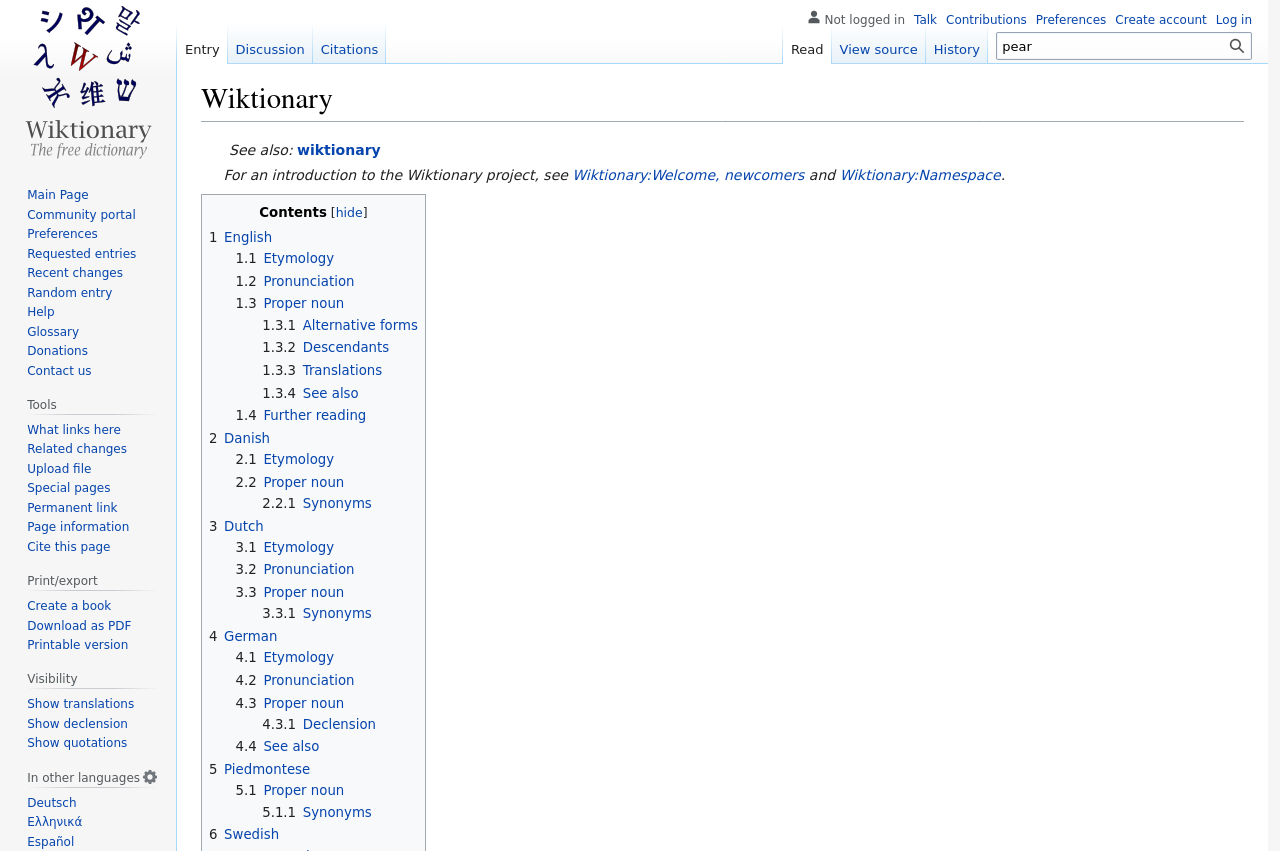 Not logged in Talk Contributions Preferences Create account Log in
Entry Discussion Citations Read View source History pear
Wiktionary
The free dictionary
Main Page
Community portal
Preferences
Requested entries
Recent changes
Random entry
Help
Glossary
Donations
Contact us
Tools
What links here
Related changes
Upload file
Special pages
Permanent link
Page information
Cite this page
Print/export
Create a book
Download as PDF
Printable version
Visibility
Show translations
Show declension
Show quotations
In other languages
Deutsch
Ελληνικά
Español
Wiktionary
See also: wiktionary
For an introduction to the Wiktionary project, see Wiktionary:Welcome, newcomers and Wiktionary:Namespace.
Contents [hide]
1 English
1.1 Etymology
1.2 Pronunciation
1.3 Proper noun
1.3.1 Alternative forms
1.3.2 Descendants
1.3.3 Translations
1.3.4 See also
1.4 Further reading
2 Danish
2.1 Etymology
2.2 Proper noun
2.2.1 Synonyms
3 Dutch
3.1 Etymology
3.2 Pronunciation
3.3 Proper noun
3.3.1 Synonyms
4 German
4.1 Etymology
4.2 Pronunciation
4.3 Proper noun
4.3.1 Declension
4.4 See also
5 Piedmontese
5.1 Proper noun
5.1.1 Synonyms
6 Swedish